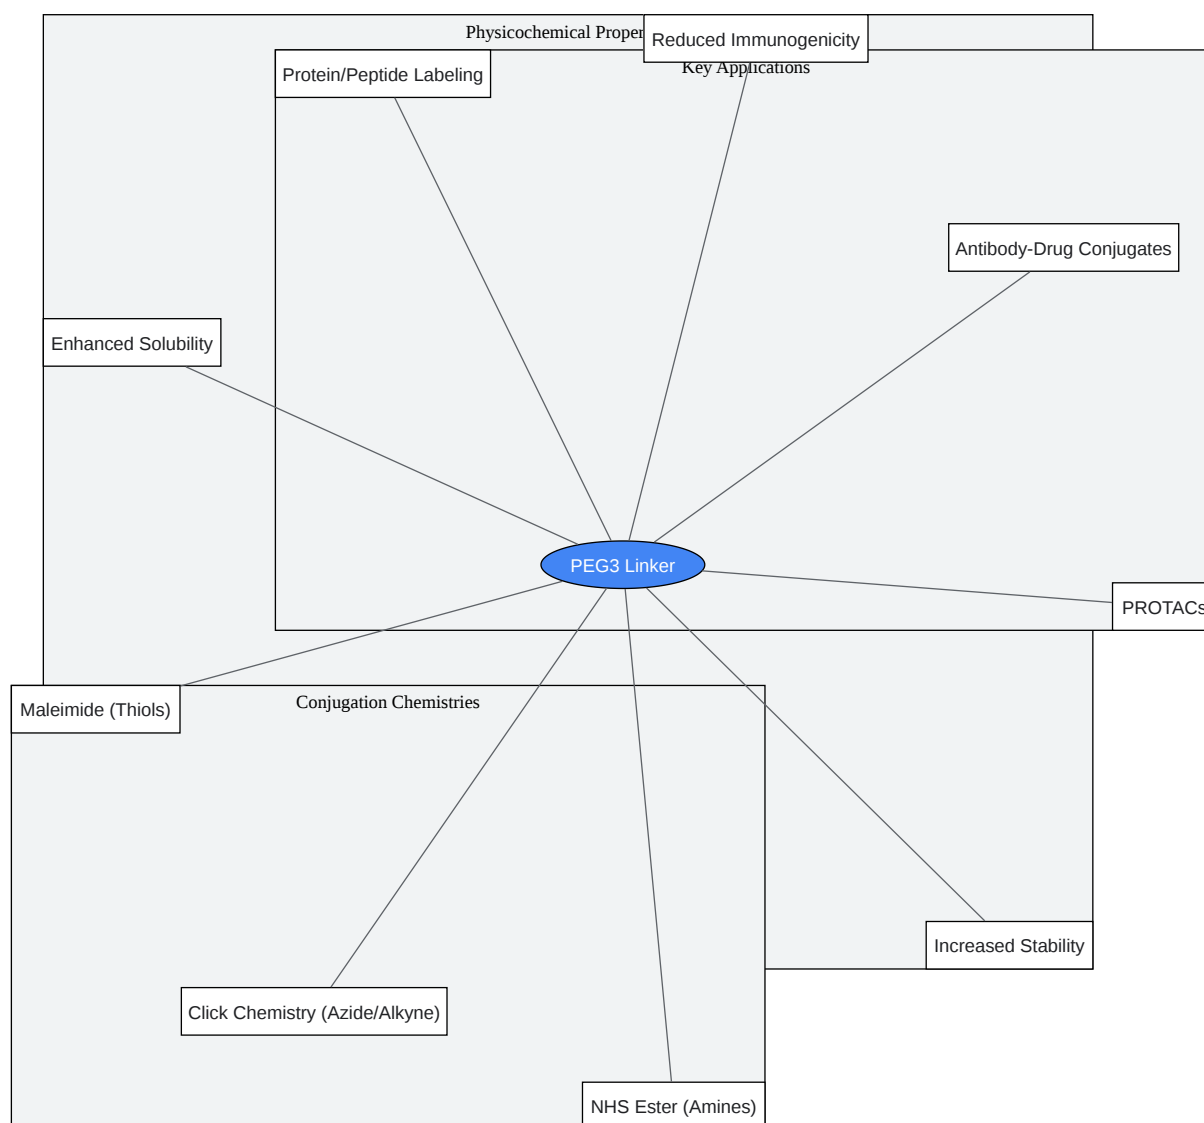 Physicochemical Proper
Reduced Immunogenicity
Key Applications
Protein/Peptide Labeling
Antibody-Drug Conjugates
Enhanced Solubility
PEG3 Linker
PROTACs
Maleimide (Thiols)
Conjugation Chemistries
Increased Stability
Click Chemistry (Azide/Alkyne)
NHS Ester (Amines)